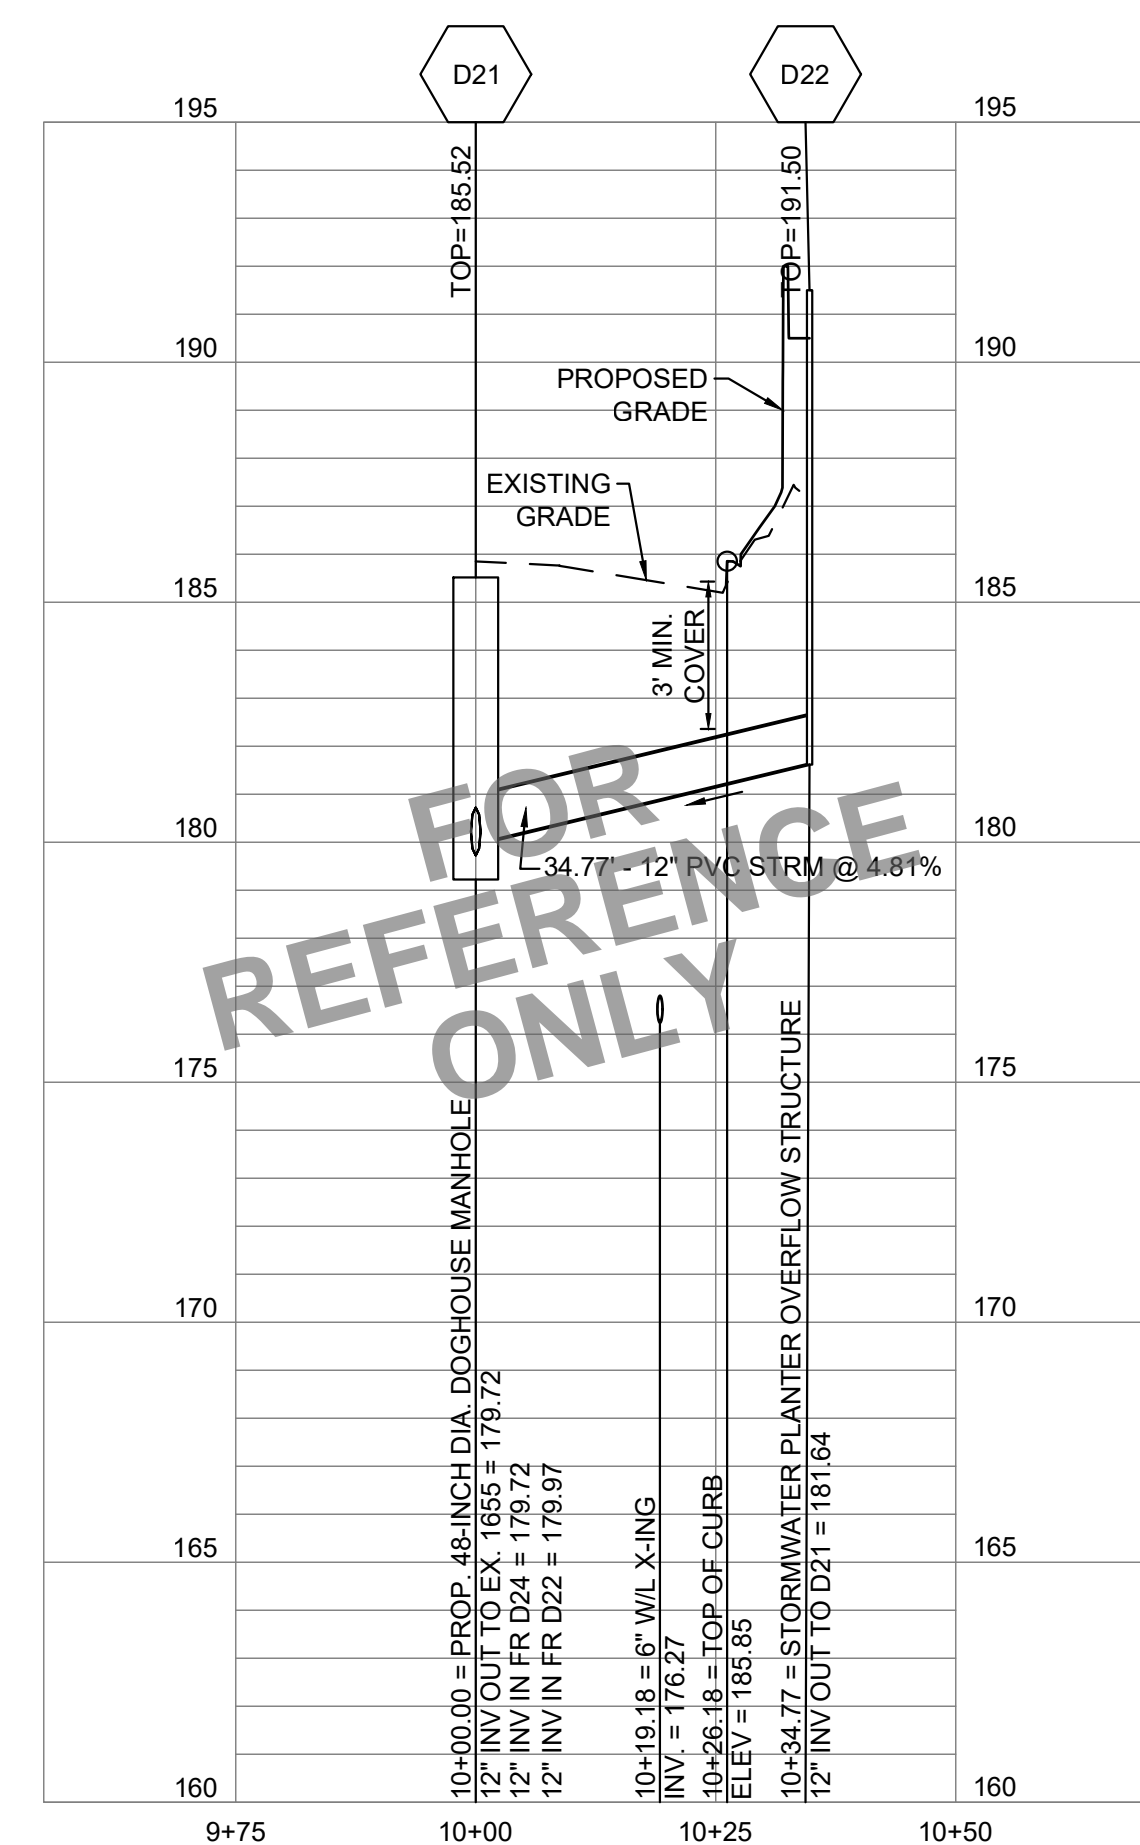 D21
D22
195
195
TOP=185.52
TOP=191.50
190
190
PROPOSED
GRADE
EXISTING
GRADE
185
185
3' MIN.
COVER
180
180
34.77' - 12" PVC STRM @ 4.81%
FOR
REFERENCE
ONLY
175
175
170
170
165
165
10+00.00 = PROP. 48-INCH DIA. DOGHOUSE MANHOLE
12" INV OUT TO EX. 1655 = 179.72
12" INV IN FR D24 = 179.72
12" INV IN FR D22 = 179.97
10+19.18 = 6" W/L X-ING
INV. = 176.27
10+26.18 = TOP OF CURB
ELEV = 185.85
10+34.77 = STORMWATER PLANTER OVERFLOW STRUCTURE
12" INV OUT TO D21 = 181.64
160
160
9+75
10+00
10+25
10+50